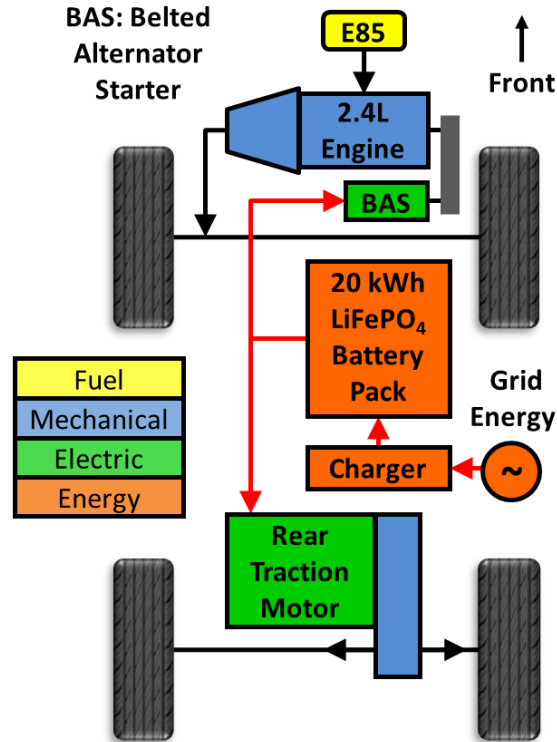 BAS: Belted
Alternator
Starter
E85
Front
2.4L
Engine
BAS
20 kWh
LiFePO₄
Battery
Pack
Grid
Energy
Fuel
Mechanical
Electric
Energy
Charger
~
Rear
Traction
Motor